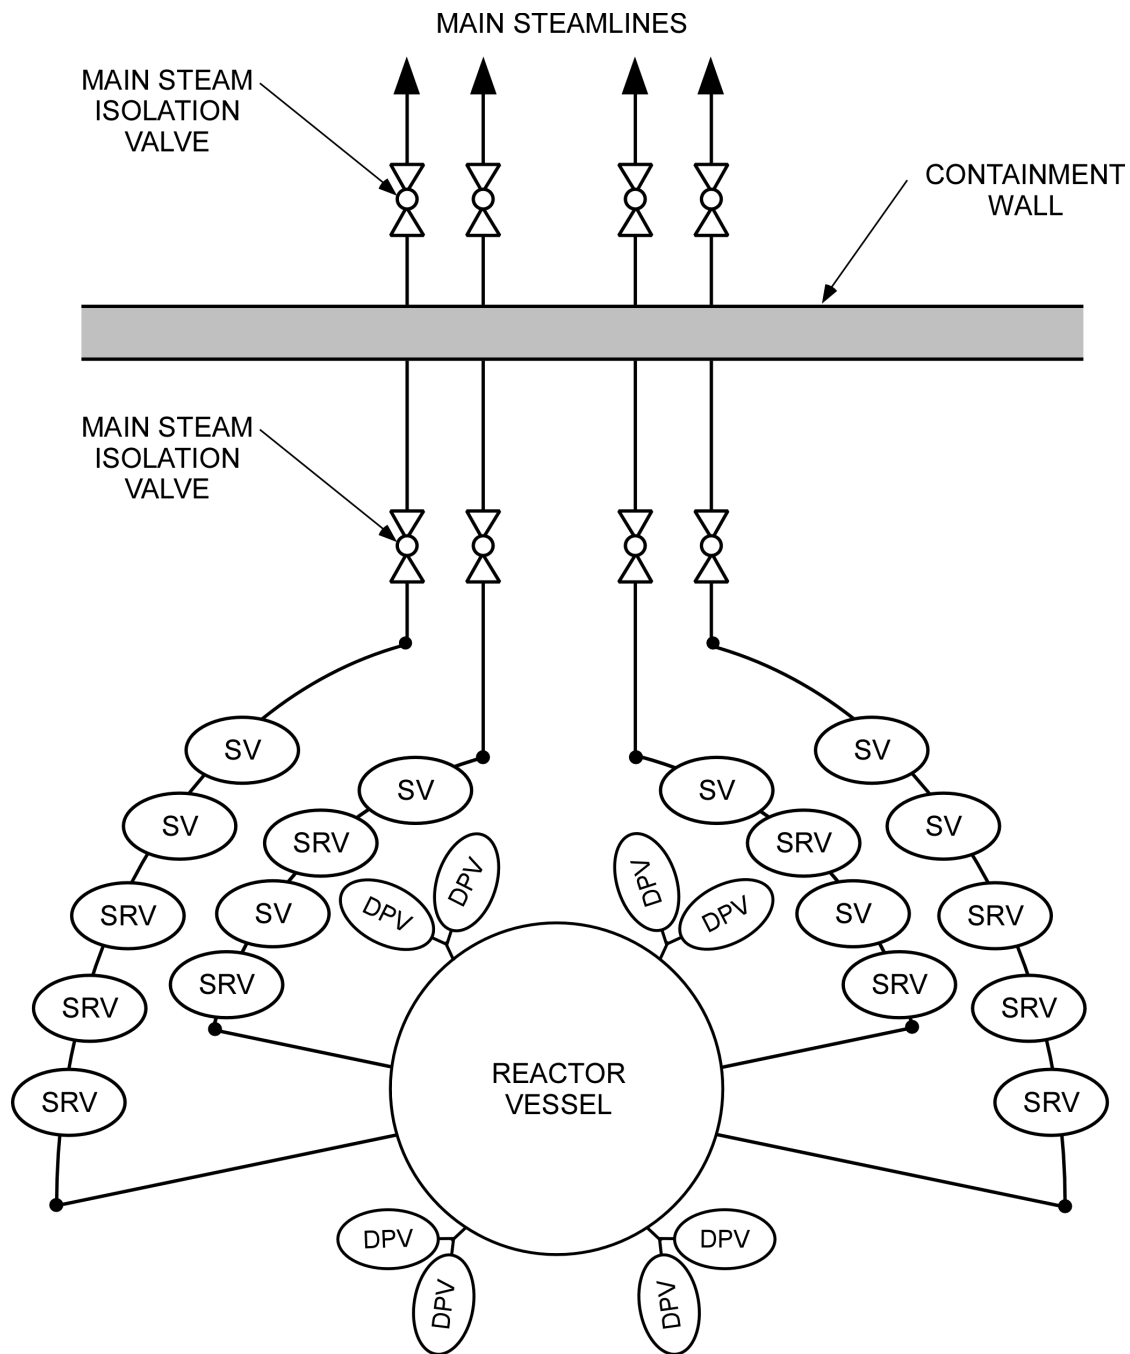 MAIN STEAMLINES
MAIN STEAM
ISOLATION
VALVE
CONTAINMENT
WALL
MAIN STEAM
ISOLATION
VALVE
SV
SV
SV
SV
SV
SV
SRV
SRV
DPV
DPV
DPV
DPV
SRV
SV
SV
SRV
SRV
SRV
SRV
SRV
SRV
SRV
REACTOR
VESSEL
SRV
DPV
DPV
DPV
DPV